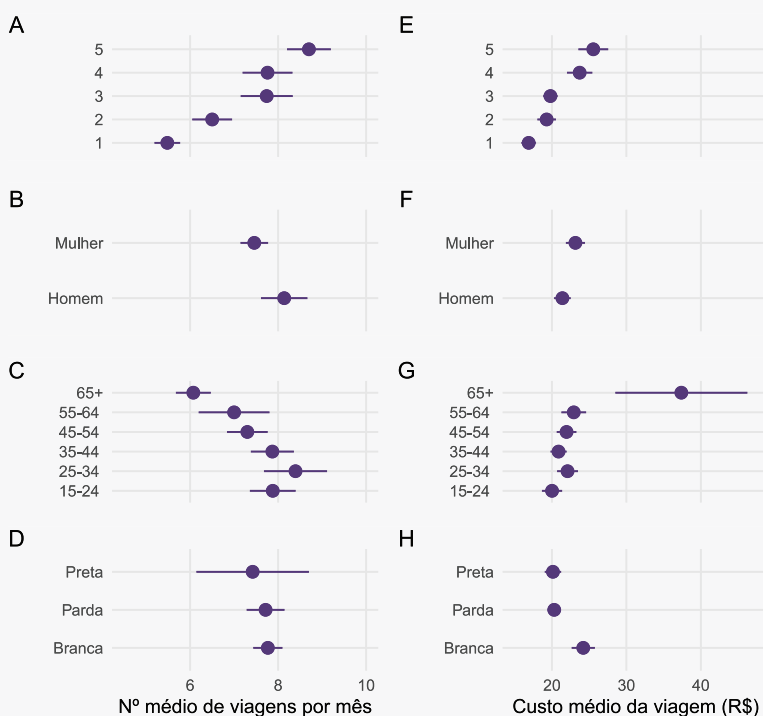 A
5
4
3
2
1
B
Mulher
Homem
C
65+
55-64
45-54
35-44
25-34
15-24
D
Preta
Parda
Branca
6 8 10
Nº médio de viagens por mês
E
5
4
3
2
1
F
Mulher
Homem
G
65+
55-64
45-54
35-44
25-34
15-24
H
Preta
Parda
Branca
20 30 40
Custo médio da viagem (R$)